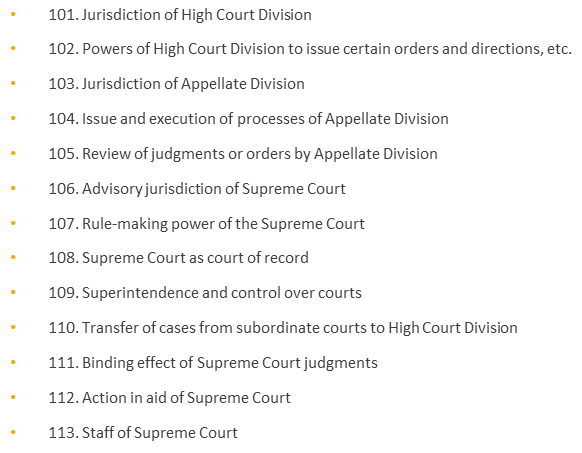 • 101. Jurisdiction of High Court Division
• 102. Powers of High Court Division to issue certain orders and directions, etc.
• 103. Jurisdiction of Appellate Division
• 104. Issue and execution of processes of Appellate Division
• 105. Review of judgments or orders by Appellate Division
• 106. Advisory jurisdiction of Supreme Court
• 107. Rule-making power of the Supreme Court
• 108. Supreme Court as court of record
• 109. Superintendence and control over courts
• 110. Transfer of cases from subordinate courts to High Court Division
• 111. Binding effect of Supreme Court judgments
• 112. Action in aid of Supreme Court
• 113. Staff of Supreme Court